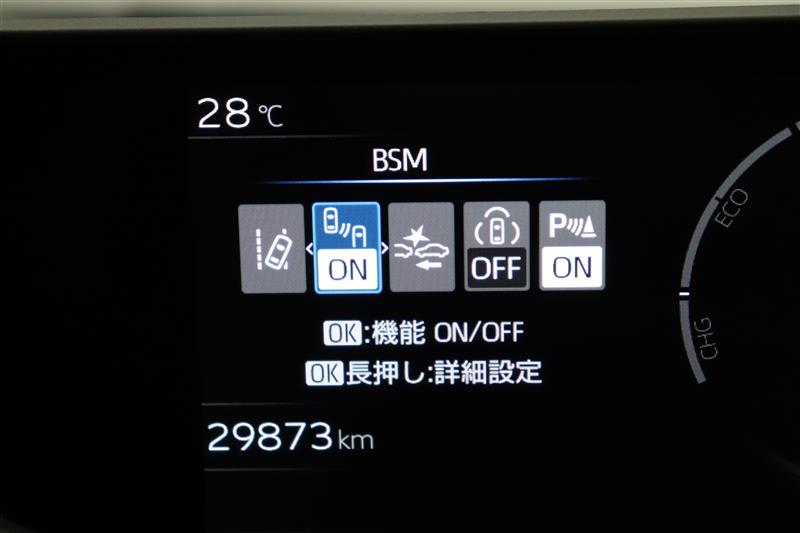 28℃
BSM
ON OFF P ON
OK:機能 ON/OFF
OK長押し:詳細設定
29873km
ECO
CHG